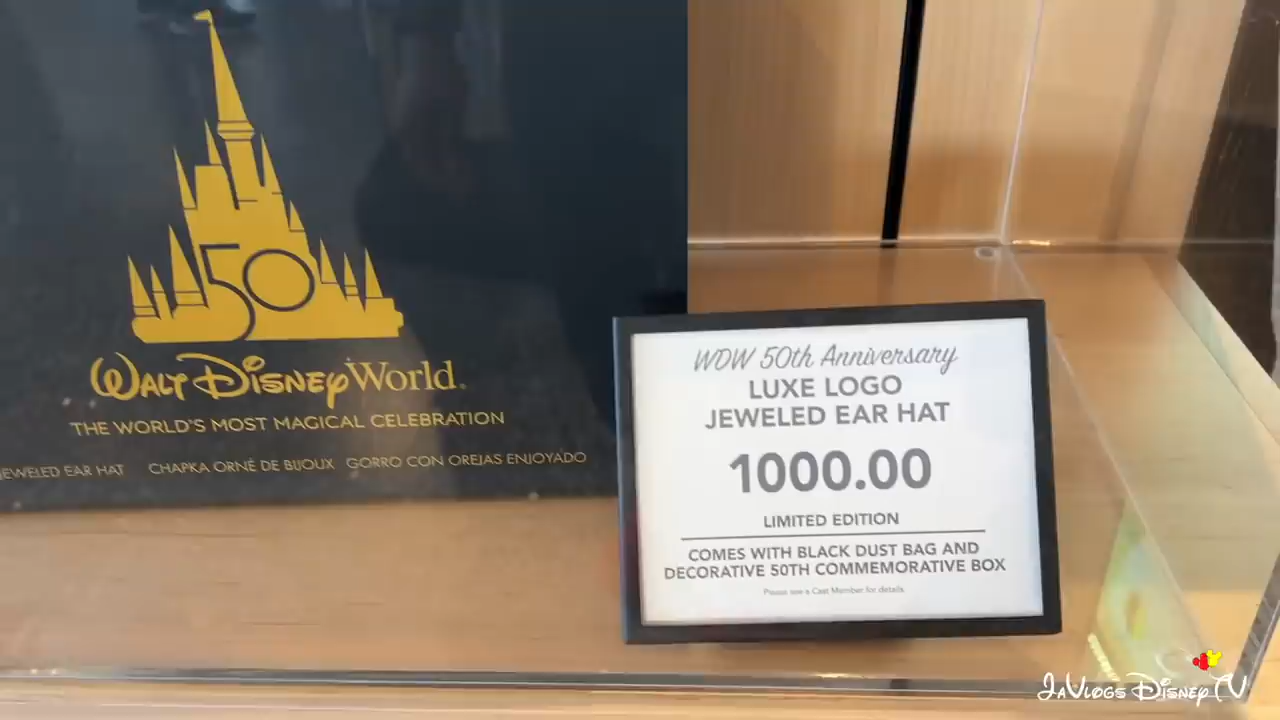 50
Walt Disney World.
THE WORLD'S MOST MAGICAL CELEBRATION
JEWELED EAR HAT CHAPKA ORNÉ DE BIJOUX GORRO CON OREJAS ENJOYADO
WDW 50th Anniversary
LUXE LOGO
JEWELED EAR HAT
1000.00
LIMITED EDITION
COMES WITH BLACK DUST BAG AND
DECORATIVE 50TH COMMEMORATIVE BOX
Please see a Cast Member for details.
JaVlogs Disney TV